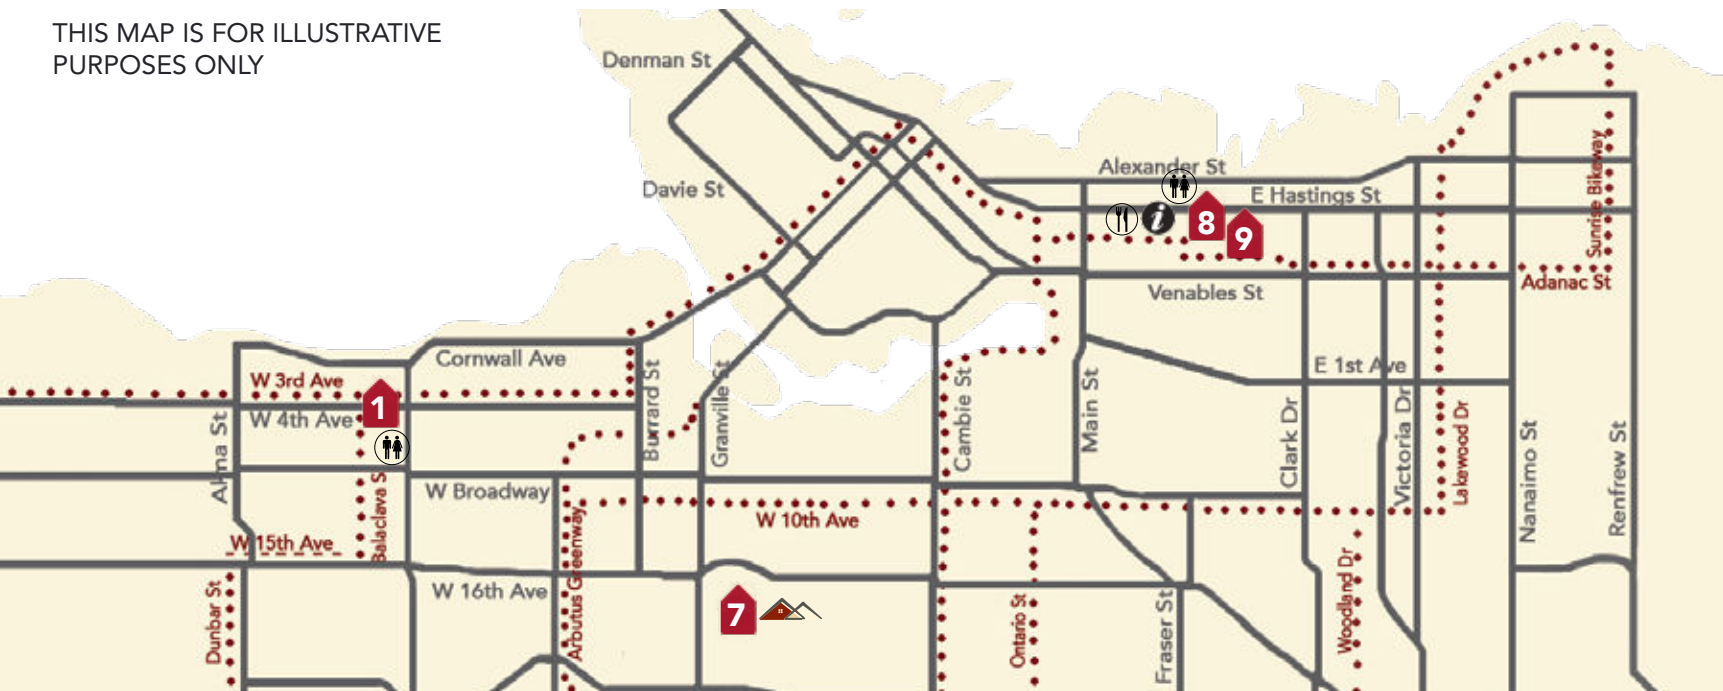 THIS MAP IS FOR ILLUSTRATIVE
PURPOSES ONLY
Denman St
Davie St
Alexander St
E Hastings St
i
8
9
Sunrise Bikeway
Adanac St
Venables St
Cornwall Ave
W 3rd Ave
1
W 4th Ave
E 1st Ave
Alma St
Balaclava S
Burrard St
Granville St
Cambie St
Main St
Clark Dr
Victoria Dr
Lakewood Dr
Nanaimo St
Renfrew St
W Broadway
W 10th Ave
W 15th Ave
W 16th Ave
Arbutus Greenway
Dunbar St
7
Ontario St
Fraser St
Woodland Dr